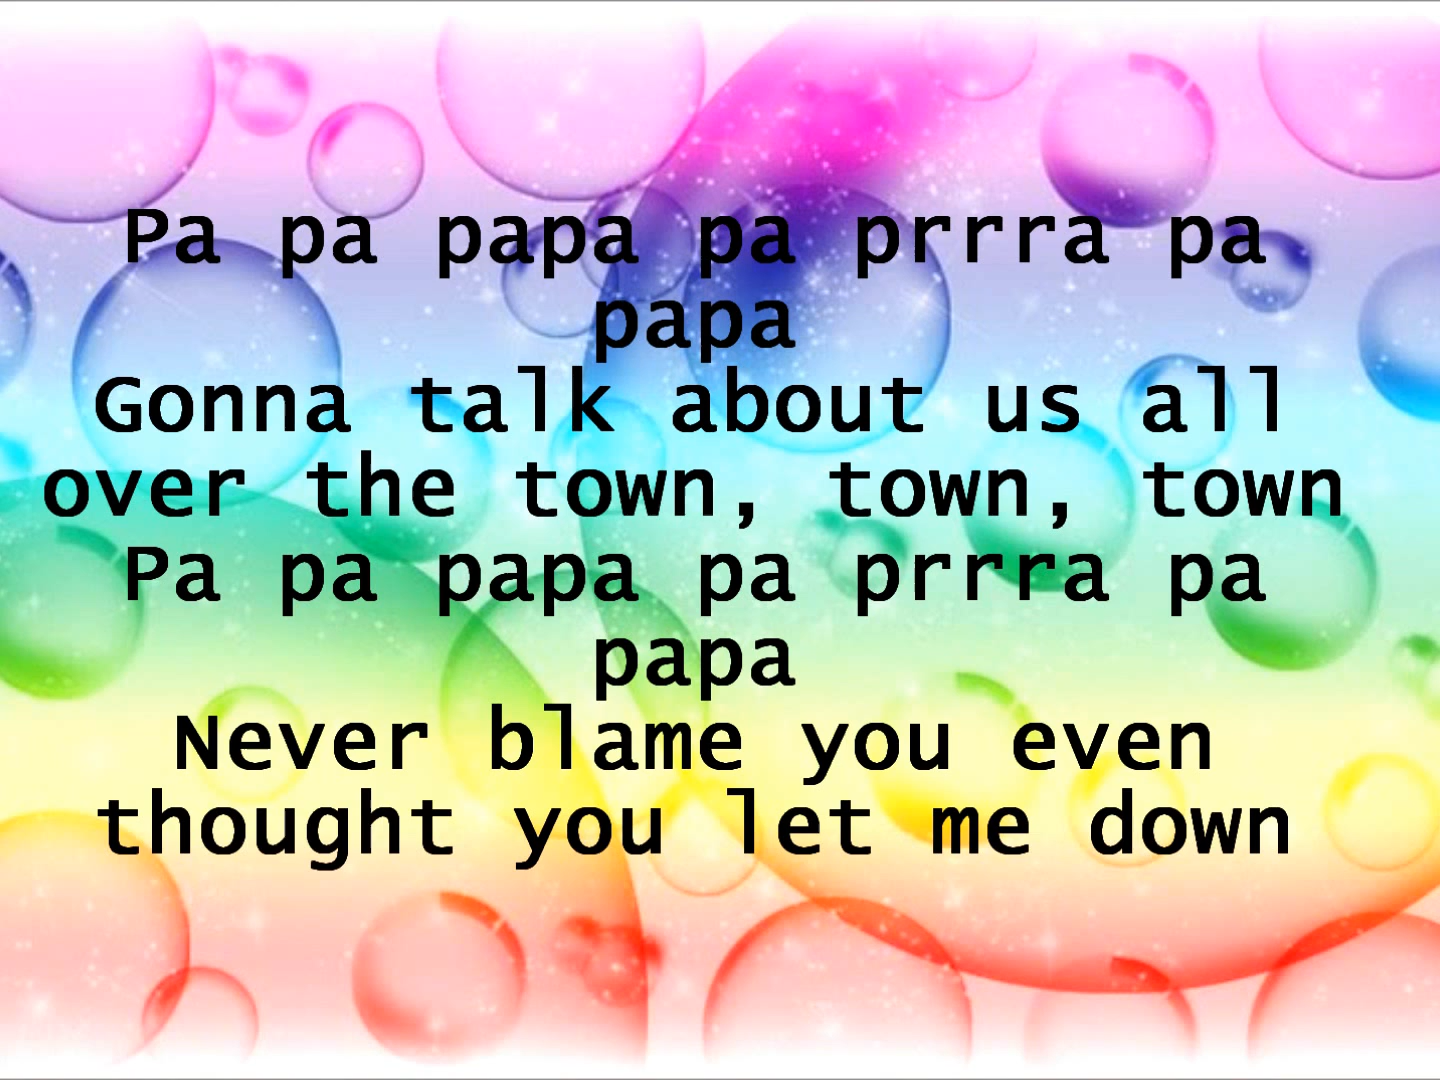 Pa pa papa pa prrra pa
papa
Gonna talk about us all
over the town, town, town
Pa pa papa pa prrra pa
papa
Never blame you even
thought you let me down